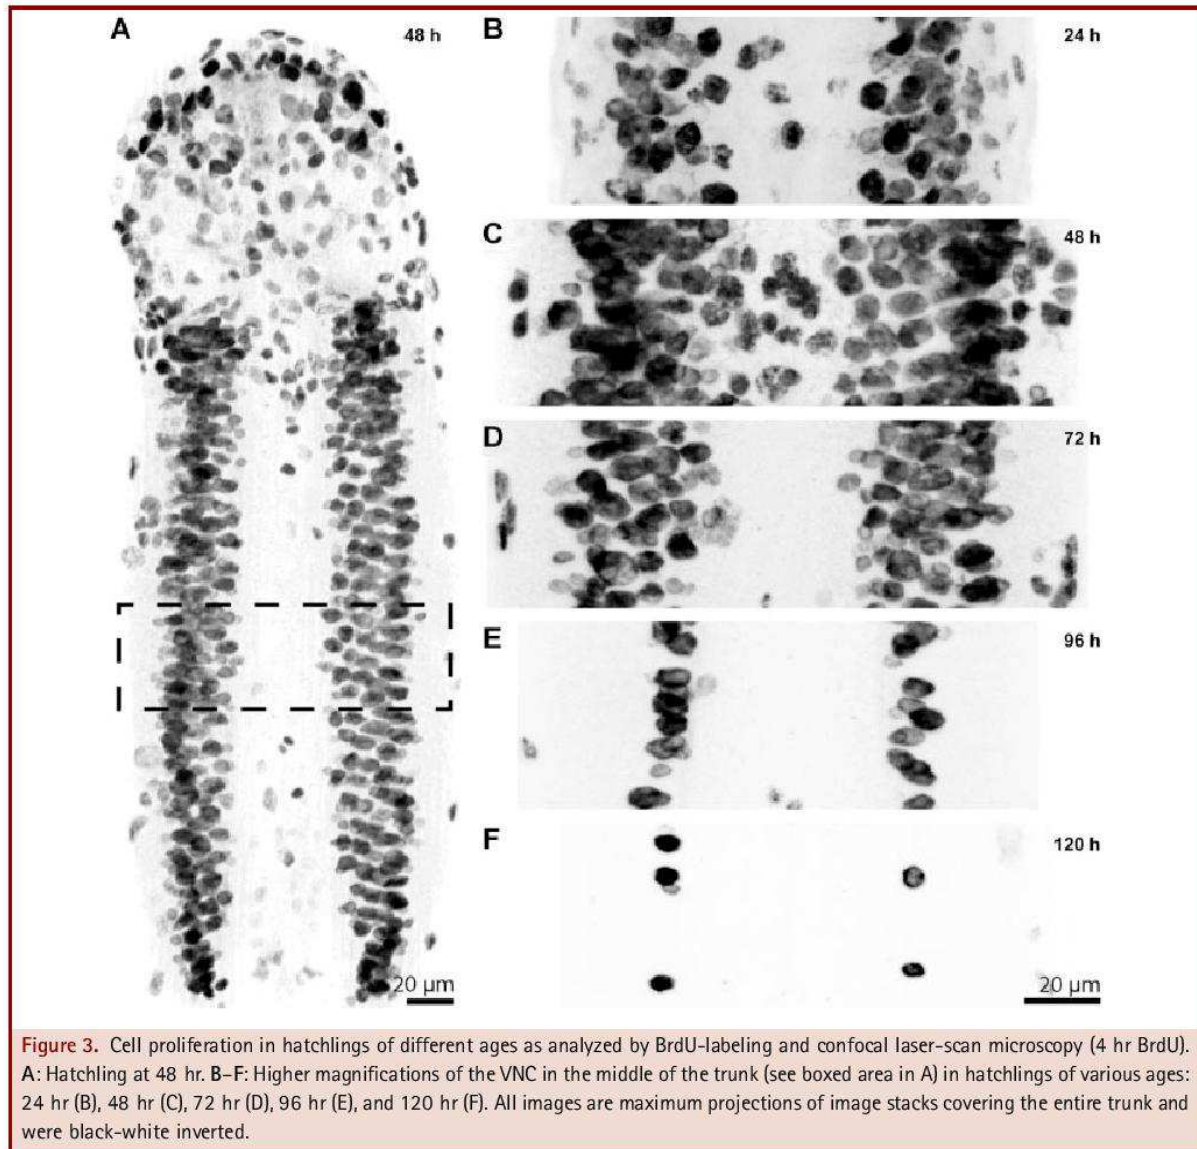 A
48 h
20 µm
B
24 h
C
48 h
D
72 h
E
96 h
F
120 h
20 µm
Figure 3. Cell proliferation in hatchlings of different ages as analyzed by BrdU-labeling and confocal laser-scan microscopy (4 hr BrdU).
A: Hatchling at 48 hr. B–F: Higher magnifications of the VNC in the middle of the trunk (see boxed area in A) in hatchlings of various ages:
24 hr (B), 48 hr (C), 72 hr (D), 96 hr (E), and 120 hr (F). All images are maximum projections of image stacks covering the entire trunk and
were black-white inverted.